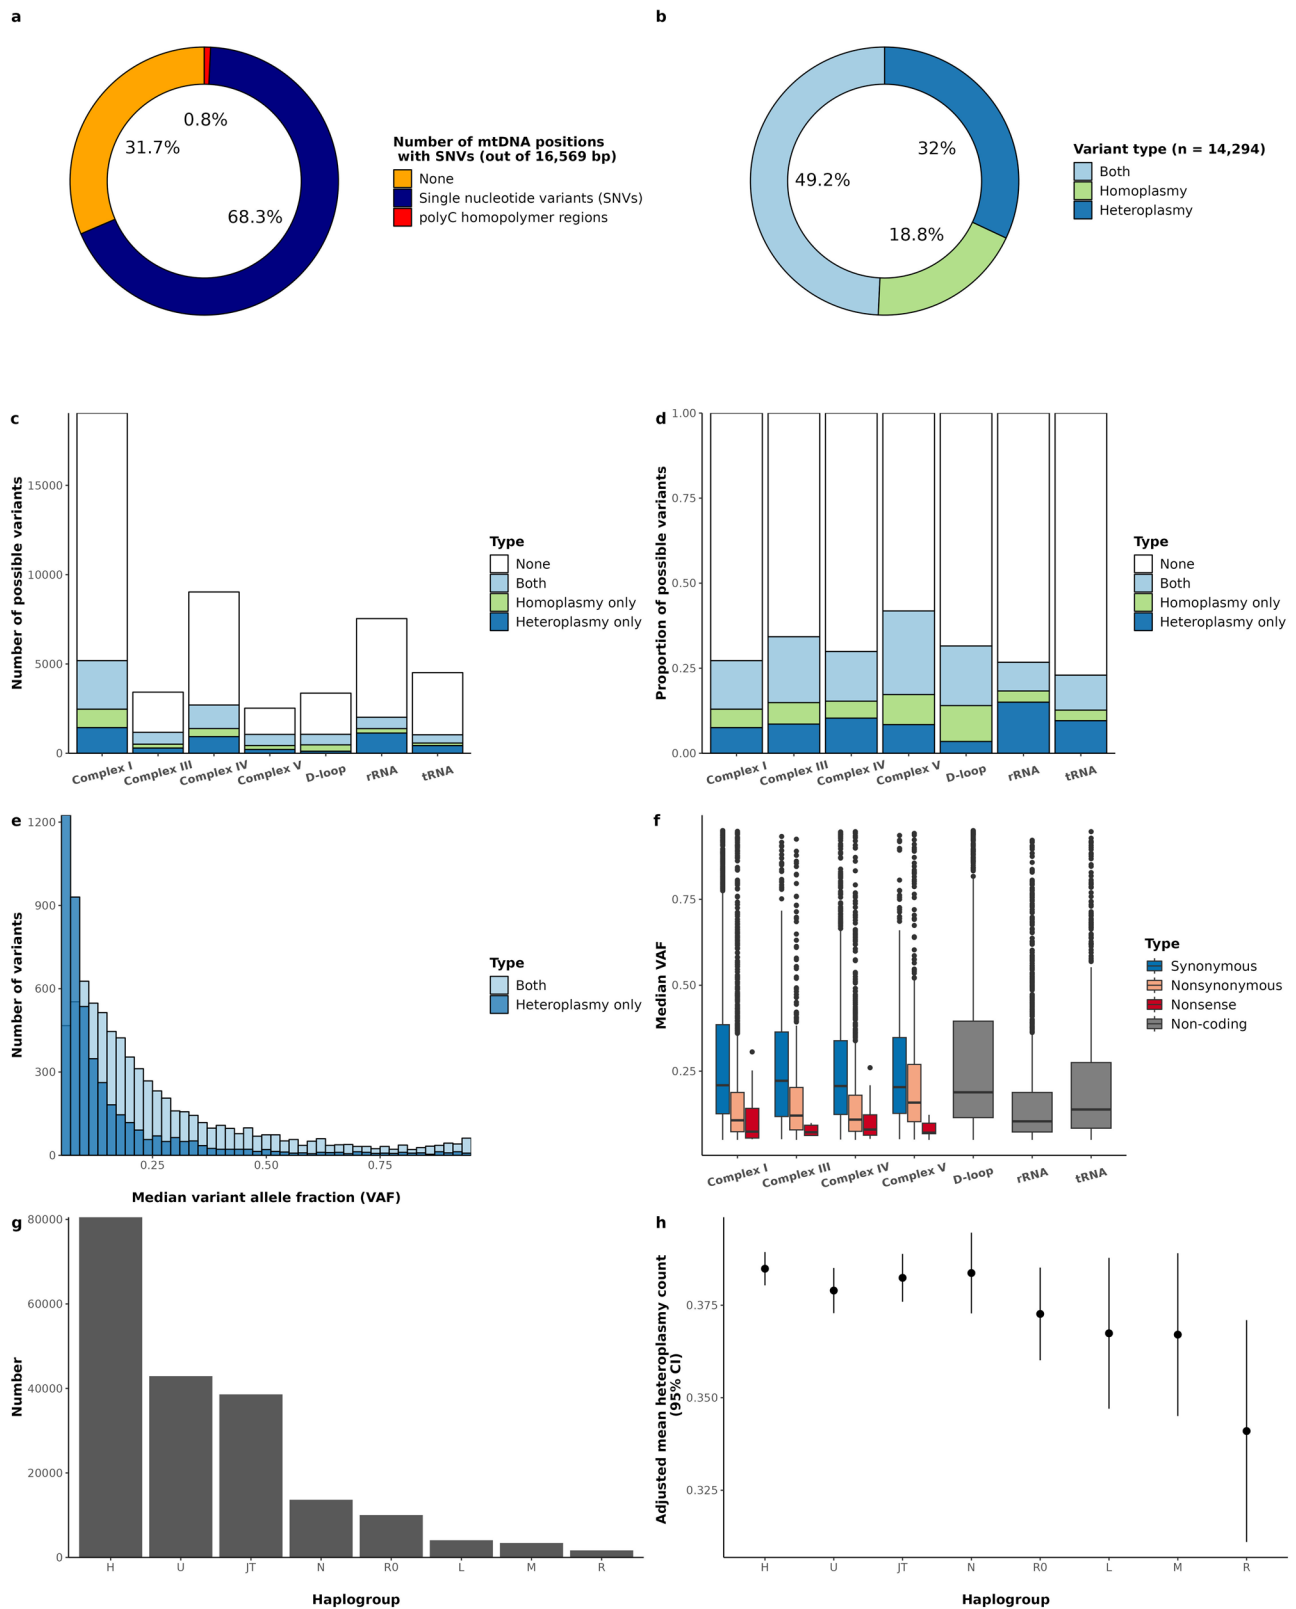 a
0.8%
31.7%
68.3%
Number of mtDNA positions
with SNVs (out of 16,569 bp)
None
Single nucleotide variants (SNVs)
polyC homopolymer regions
b
32%
49.2%
18.8%
Variant type (n = 14,294)
Both
Homoplasmy
Heteroplasmy
c
Number of possible variants
15000
10000
5000
0
Complex I
Complex III
Complex IV
Complex V
D-loop
rRNA
tRNA
Type
None
Both
Homoplasmy only
Heteroplasmy only
d
Proportion of possible variants
1.00
0.75
0.50
0.25
0.00
Complex I
Complex III
Complex IV
Complex V
D-loop
rRNA
tRNA
Type
None
Both
Homoplasmy only
Heteroplasmy only
e
Number of variants
1200
900
600
300
0
0.25
0.50
0.75
Median variant allele fraction (VAF)
Type
Both
Heteroplasmy only
f
Median VAF
0.75
0.50
0.25
Complex I
Complex III
Complex IV
Complex V
D-loop
rRNA
tRNA
Type
Synonymous
Nonsynonymous
Nonsense
Non-coding
g
Number
80000
60000
40000
20000
0
H
U
JT
N
R0
L
M
R
Haplogroup
h
Adjusted mean heteroplasmy count
(95% CI)
0.375
0.350
0.325
H
U
JT
N
R0
L
M
R
Haplogroup